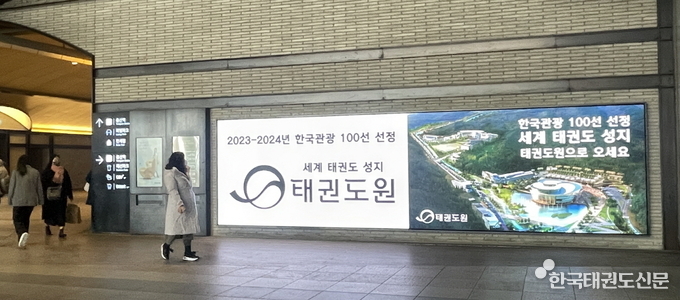 2023-2024년 한국관광 100선 선정
세계 태권도 성지
태권도원
한국관광 100선 선정
세계 태권도 성지
태권도원으로 오세요
태권도원
한국태권도신문